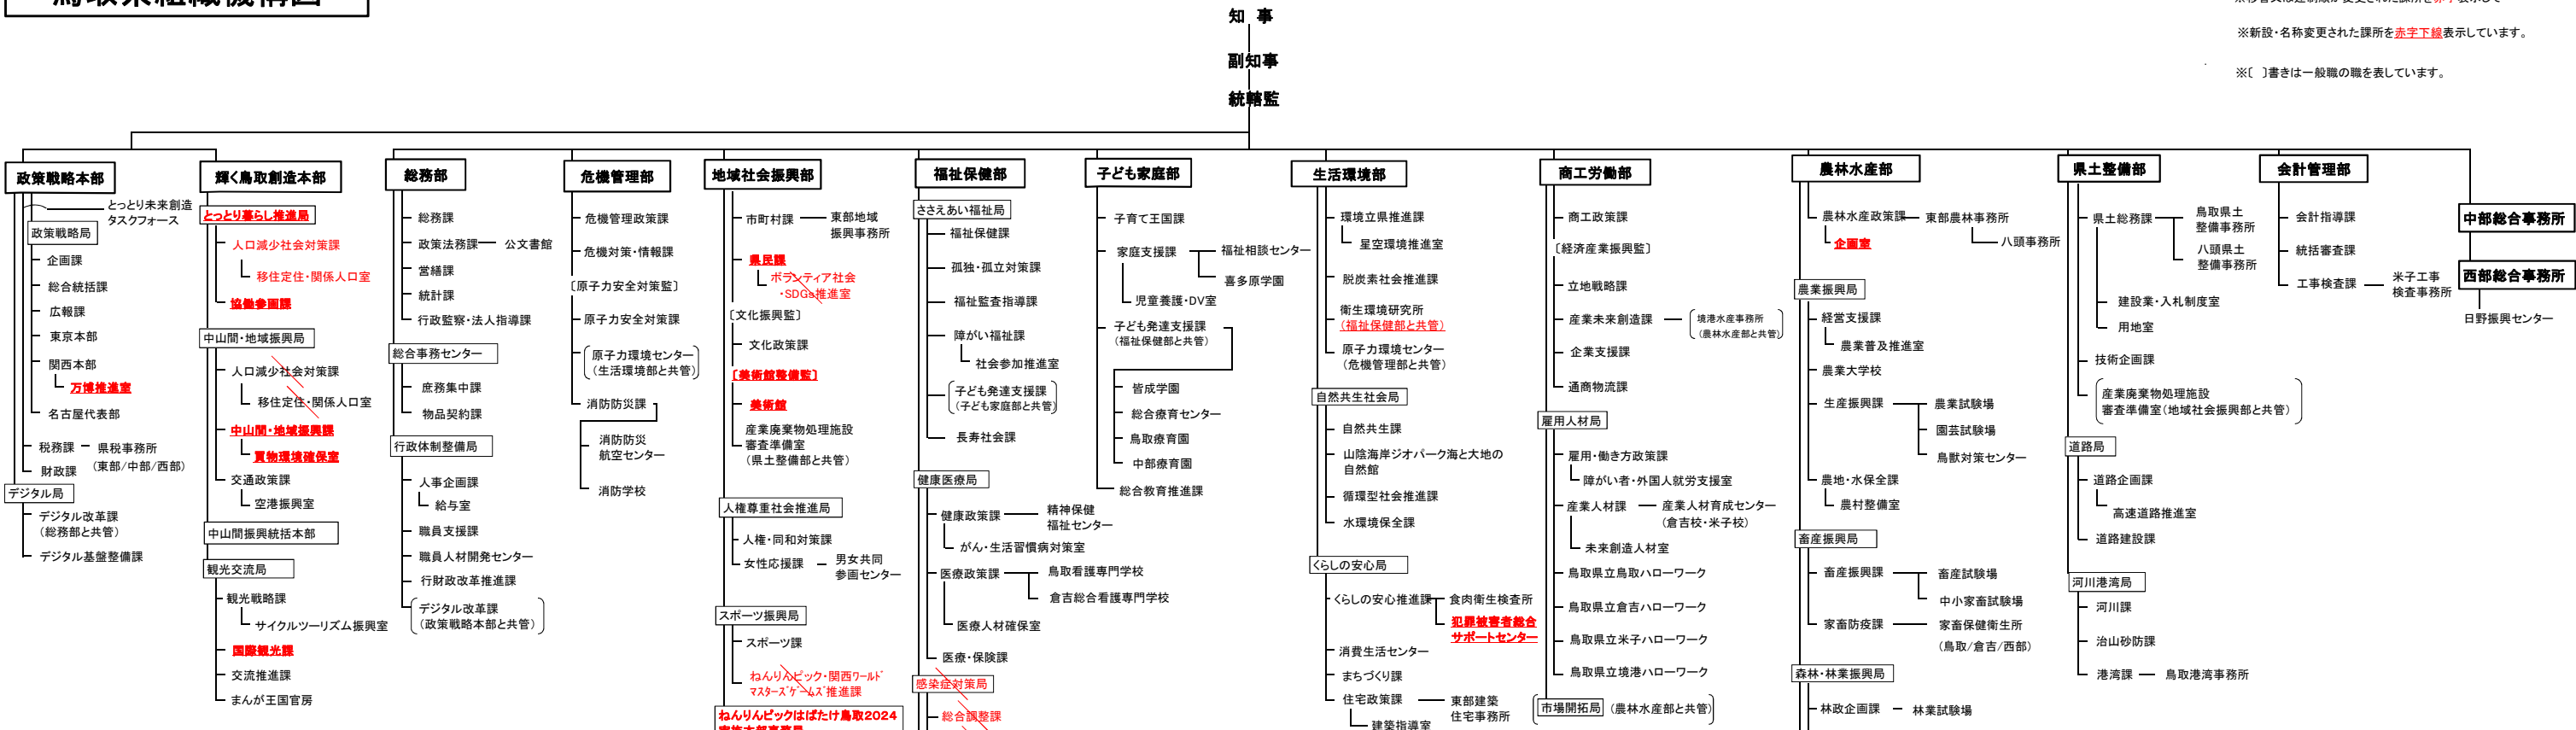 鳥取県組織機構図
※新設・名称変更された課所を赤字下線表示しています。
※〔 〕書きは一般職の職を表しています。
知 事
副知事
統轄監
政策戦略本部
とっとり未来創造
タスクフォース
政策戦略局
企画課
総合統括課
広報課
東京本部
関西本部
万博推進室
名古屋代表部
税務課
県税事務所
(東部/中部/西部)
財政課
デジタル局
デジタル改革課
(総務部と共管)
デジタル基盤整備課
輝く鳥取創造本部
とっとり暮らし推進局
人口減少社会対策課
移住定住・関係人口室
協働参画課
中山間・地域振興局
人口減少社会対策課
移住定住・関係人口室
中山間・地域振興課
買物環境確保室
交通政策課
空港振興室
中山間振興統括本部
観光交流局
観光戦略課
サイクルツーリズム振興室
国際観光課
交流推進課
まんが王国官房
総務部
総務課
政策法務課
公文書館
営繕課
統計課
行政監察・法人指導課
総合事務センター
庶務集中課
物品契約課
行政体制整備局
人事企画課
給与室
職員支援課
職員人材開発センター
行財政改革推進課
デジタル改革課
(政策戦略本部と共管)
危機管理部
危機管理政策課
危機対策・情報課
〔原子力安全対策監〕
原子力安全対策課
原子力環境センター
(生活環境部と共管)
消防防災課
消防防災
航空センター
消防学校
地域社会振興部
市町村課
東部地域
振興事務所
県民課
ボランティア社会
・SDGs推進室
〔文化振興監〕
文化政策課
〔美術館整備監〕
美術館
産業廃棄物処理施設
審査準備室
(県土整備部と共管)
人権尊重社会推進局
人権・同和対策課
女性応援課
男女共同
参画センター
スポーツ振興局
スポーツ課
ねんりんピック・関西ワールド
マスターズゲームズ推進課
ねんりんピックはばたけ鳥取2024
実施本部事務局
福祉保健部
ささえあい福祉局
福祉保健課
孤独・孤立対策課
福祉監査指導課
障がい福祉課
社会参加推進室
子ども発達支援課
(子ども家庭部と共管)
長寿社会課
健康医療局
健康政策課
精神保健
福祉センター
がん・生活習慣病対策室
医療政策課
鳥取看護専門学校
倉吉総合看護専門学校
医療人材確保室
医療・保険課
感染症対策局
総合調整課
子ども家庭部
子育て王国課
家庭支援課
福祉相談センター
喜多原学園
児童養護・DV室
子ども発達支援課
(福祉保健部と共管)
皆成学園
総合療育センター
鳥取療育園
中部療育園
総合教育推進課
生活環境部
環境立県推進課
星空環境推進室
脱炭素社会推進課
衛生環境研究所
(福祉保健部と共管)
原子力環境センター
(危機管理部と共管)
自然共生社会局
自然共生課
山陰海岸ジオパーク海と大地の
自然館
循環型社会推進課
水環境保全課
くらしの安心局
くらしの安心推進課
食肉衛生検査所
犯罪被害者総合
サポートセンター
消費生活センター
まちづくり課
住宅政策課
東部建築
住宅事務所
建築指導室
商工労働部
商工政策課
〔経済産業振興監〕
立地戦略課
産業未来創造課
境港水産事務所
(農林水産部と共管)
企業支援課
通商物流課
雇用人材局
雇用・働き方政策課
障がい者・外国人就労支援室
産業人材課
産業人材育成センター
(倉吉校・米子校)
未来創造人材室
鳥取県立鳥取ハローワーク
鳥取県立倉吉ハローワーク
鳥取県立米子ハローワーク
鳥取県立境港ハローワーク
市場開拓局
(農林水産部と共管)
農林水産部
農林水産政策課
東部農林事務所
八頭事務所
企画室
農業振興局
経営支援課
農業普及推進室
農業大学校
生産振興課
農業試験場
園芸試験場
鳥獣対策センター
農地・水保全課
農村整備室
畜産振興局
畜産振興課
畜産試験場
中小家畜試験場
家畜防疫課
家畜保健衛生所
(鳥取/倉吉/西部)
森林・林業振興局
林政企画課
林業試験場
県土整備部
県土総務課
鳥取県土
整備事務所
八頭県土
整備事務所
建設業・入札制度室
用地室
技術企画課
産業廃棄物処理施設
審査準備室(地域社会振興部と共管)
道路局
道路企画課
高速道路推進室
道路建設課
河川港湾局
河川課
治山砂防課
港湾課
鳥取港湾事務所
会計管理部
会計指導課
統括審査課
工事検査課
米子工事
検査事務所
中部総合事務所
西部総合事務所
日野振興センター